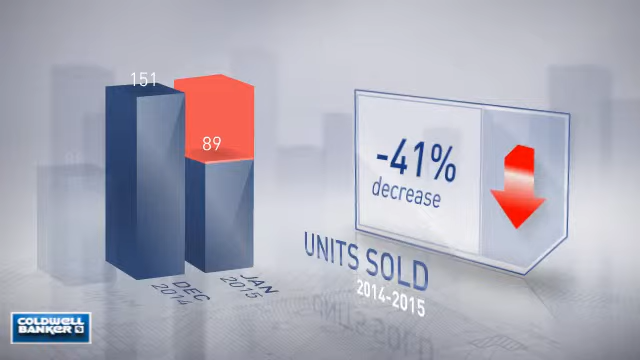 151
89
-41%
decrease
DEC
2014
JAN
2015
UNITS SOLD
2014-2015
COLDWELL
BANKER